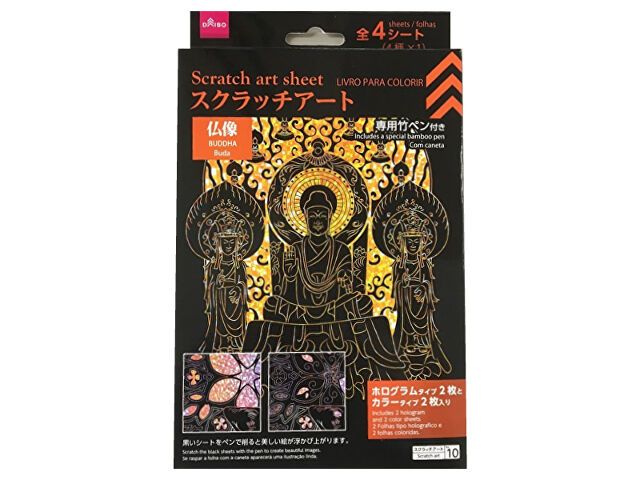 DAISO
sheets / folhas
全4シート
(4柄×1)
Scratch art sheet
LIVRO PARA COLORIR
スクラッチアート
仏像
BUDDHA
Buda
専用竹ペン付き
Includes a special bamboo pen
Com caneta
ホログラムタイプ2枚と
カラータイプ2枚入り
Includes 2 hologram
and 2 color sheets.
2 Folhas tipo holografico e
2 folhas coloridas.
黒いシートをペンで削ると美しい絵が浮かび上がります。
Scratch the black sheets with the pen to create beautiful images.
Se raspar a folha com a caneta aparecerá uma ilustração linda.
スクラッチアート
Scratch art
10